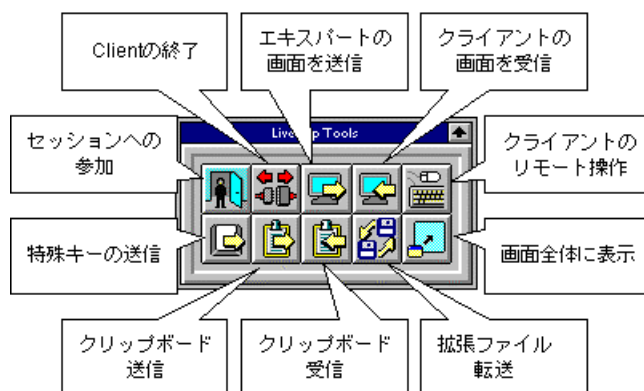 Clientの終了
エキスパートの
画面を送信
クライアントの
画面を受信
セッションへの
参加
Tools
クライアントの
リモート操作
特殊キーの送信
画面全体に表示
クリップボード
送信
クリップボード
受信
拡張ファイル
転送